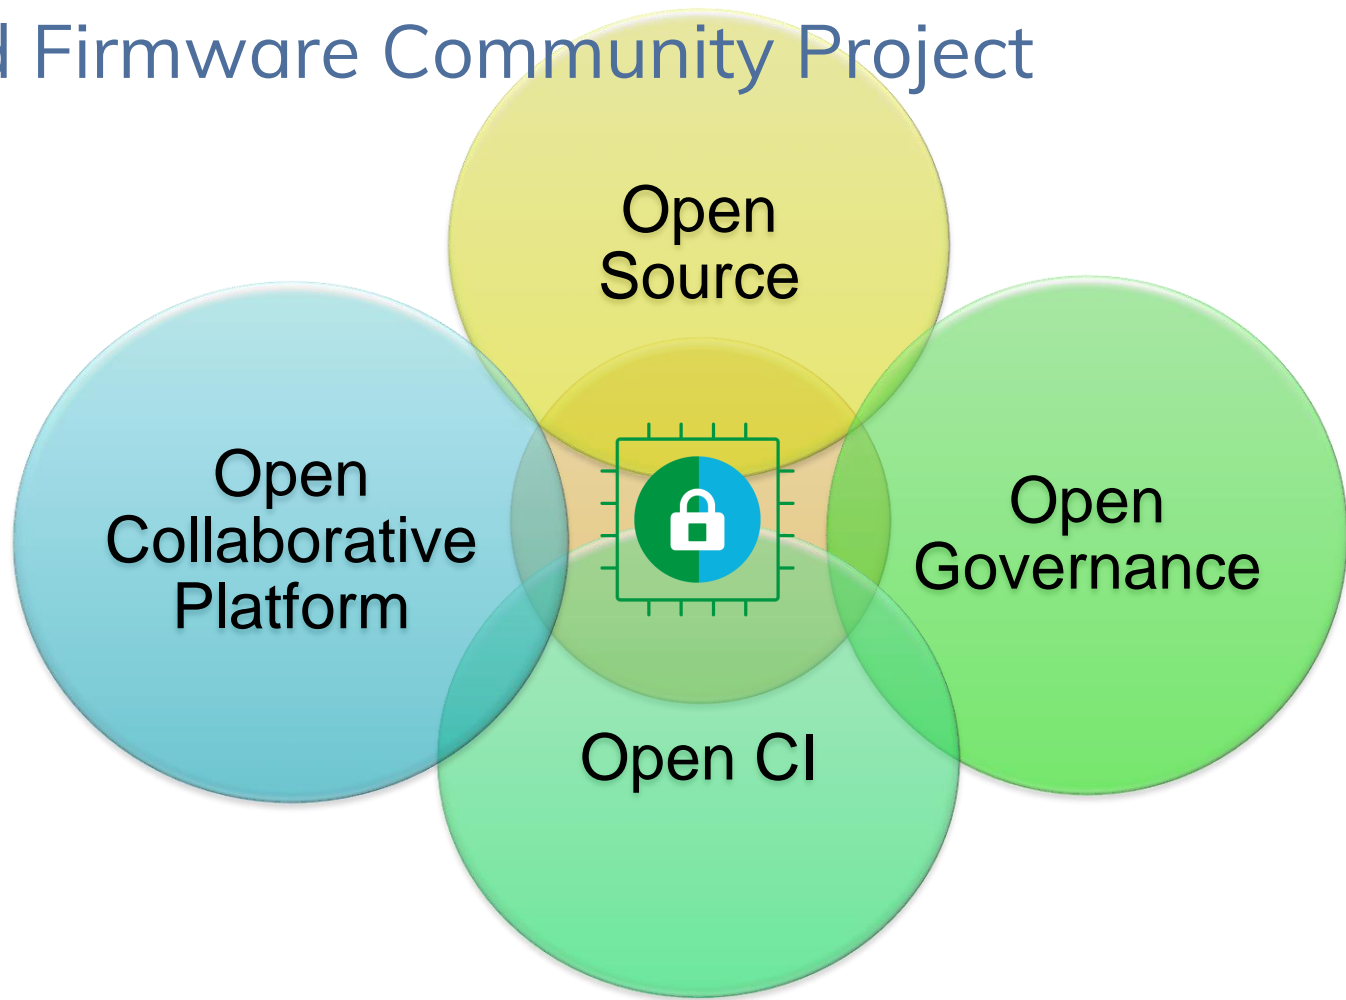 Firmware Community Project
Open
Source
Open
Collaborative
Platform
Open
Governance
Open CI